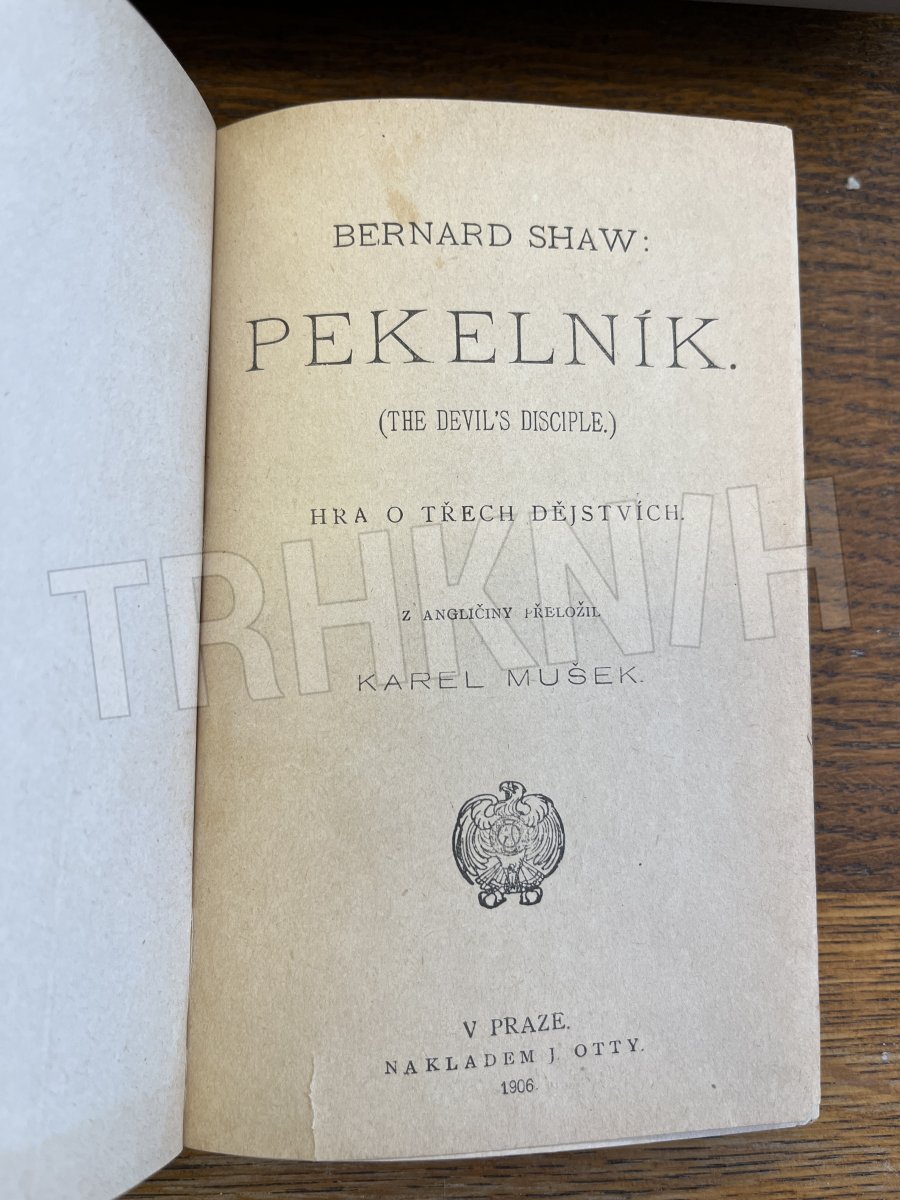 BERNARD SHAW:
PEKELNÍK.
(THE DEVIL'S DISCIPLE.)
HRA O TŘECH DĚJSTVÍCH.
TRHKNIH
Z ANGLIČINY PŘELOŽIL
KAREL MUŠEK.
V PRAZE.
NAKLADEM J. OTTY.
1906